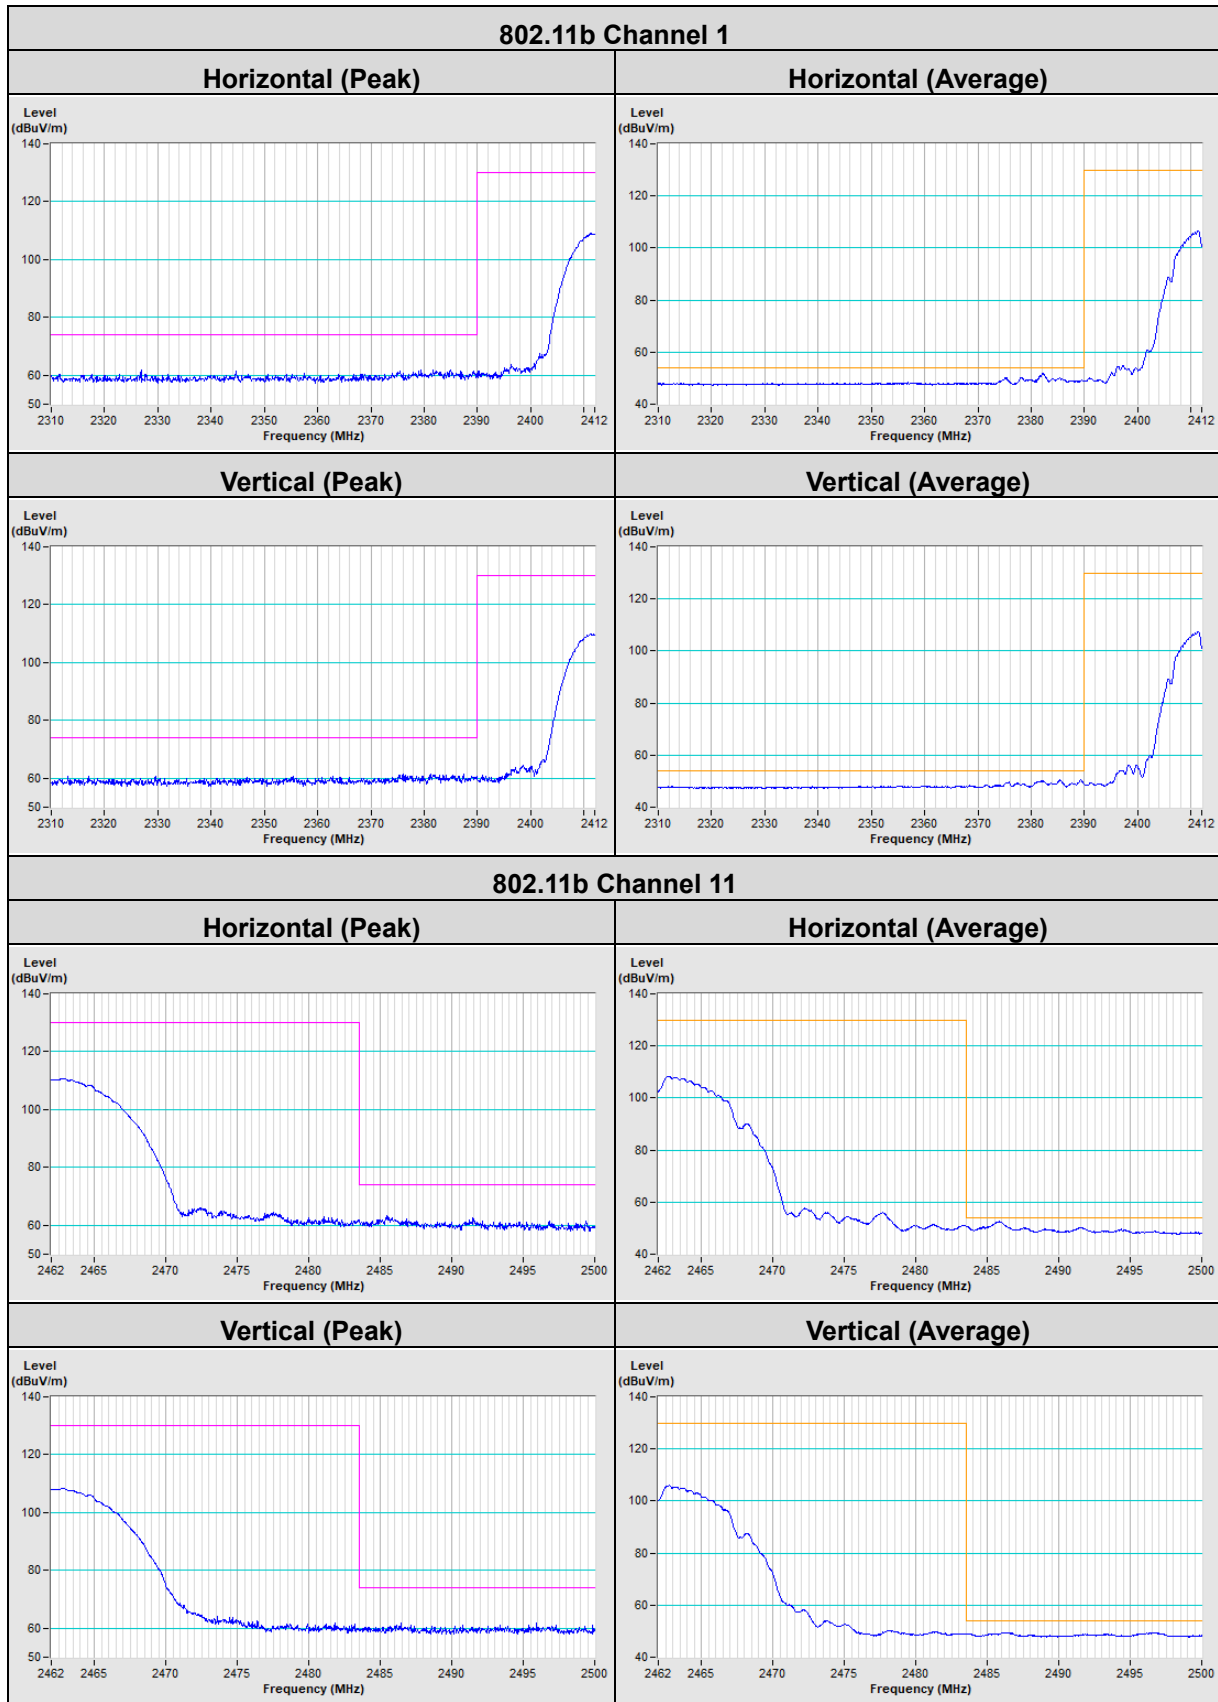 802.11b Channel 1
Horizontal (Peak)
Horizontal (Average)
Level
(dBuV/m)
140
120
100
80
60
50
2310 2320 2330 2340 2350 2360 2370 2380 2390 2400 2412
Frequency (MHz)
Level
(dBuV/m)
140
120
100
80
60
40
2310 2320 2330 2340 2350 2360 2370 2380 2390 2400 2412
Frequency (MHz)
Vertical (Peak)
Vertical (Average)
Level
(dBuV/m)
140
120
100
80
60
50
2310 2320 2330 2340 2350 2360 2370 2380 2390 2400 2412
Frequency (MHz)
Level
(dBuV/m)
140
120
100
80
60
40
2310 2320 2330 2340 2350 2360 2370 2380 2390 2400 2412
Frequency (MHz)
802.11b Channel 11
Horizontal (Peak)
Horizontal (Average)
Level
(dBuV/m)
140
120
100
80
60
50
2462 2465 2470 2475 2480 2485 2490 2495 2500
Frequency (MHz)
Level
(dBuV/m)
140
120
100
80
60
40
2462 2465 2470 2475 2480 2485 2490 2495 2500
Frequency (MHz)
Vertical (Peak)
Vertical (Average)
Level
(dBuV/m)
140
120
100
80
60
50
2462 2465 2470 2475 2480 2485 2490 2495 2500
Frequency (MHz)
Level
(dBuV/m)
140
120
100
80
60
40
2462 2465 2470 2475 2480 2485 2490 2495 2500
Frequency (MHz)